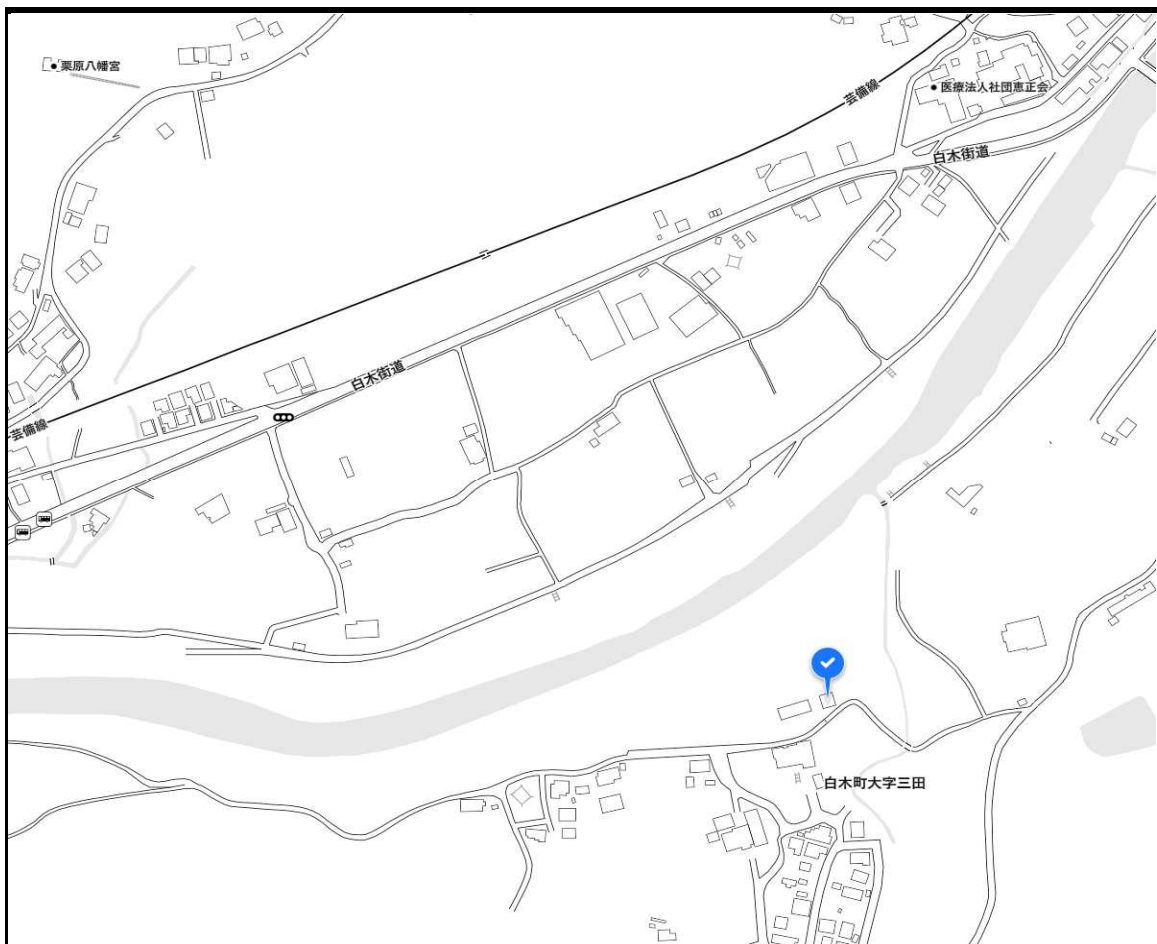 栗原八幡宮
芸備線
医療法人社団恵正会
白木街道
白木街道
芸備線
白木町大字三田